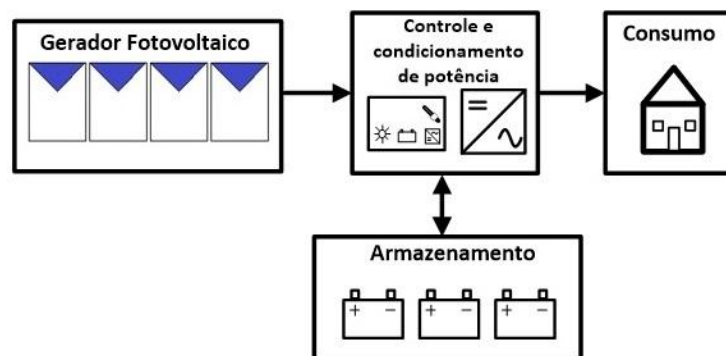 Gerador Fotovoltaico
Controle e
condicionamento
de potência
Consumo
Armazenamento
+ − + − + −